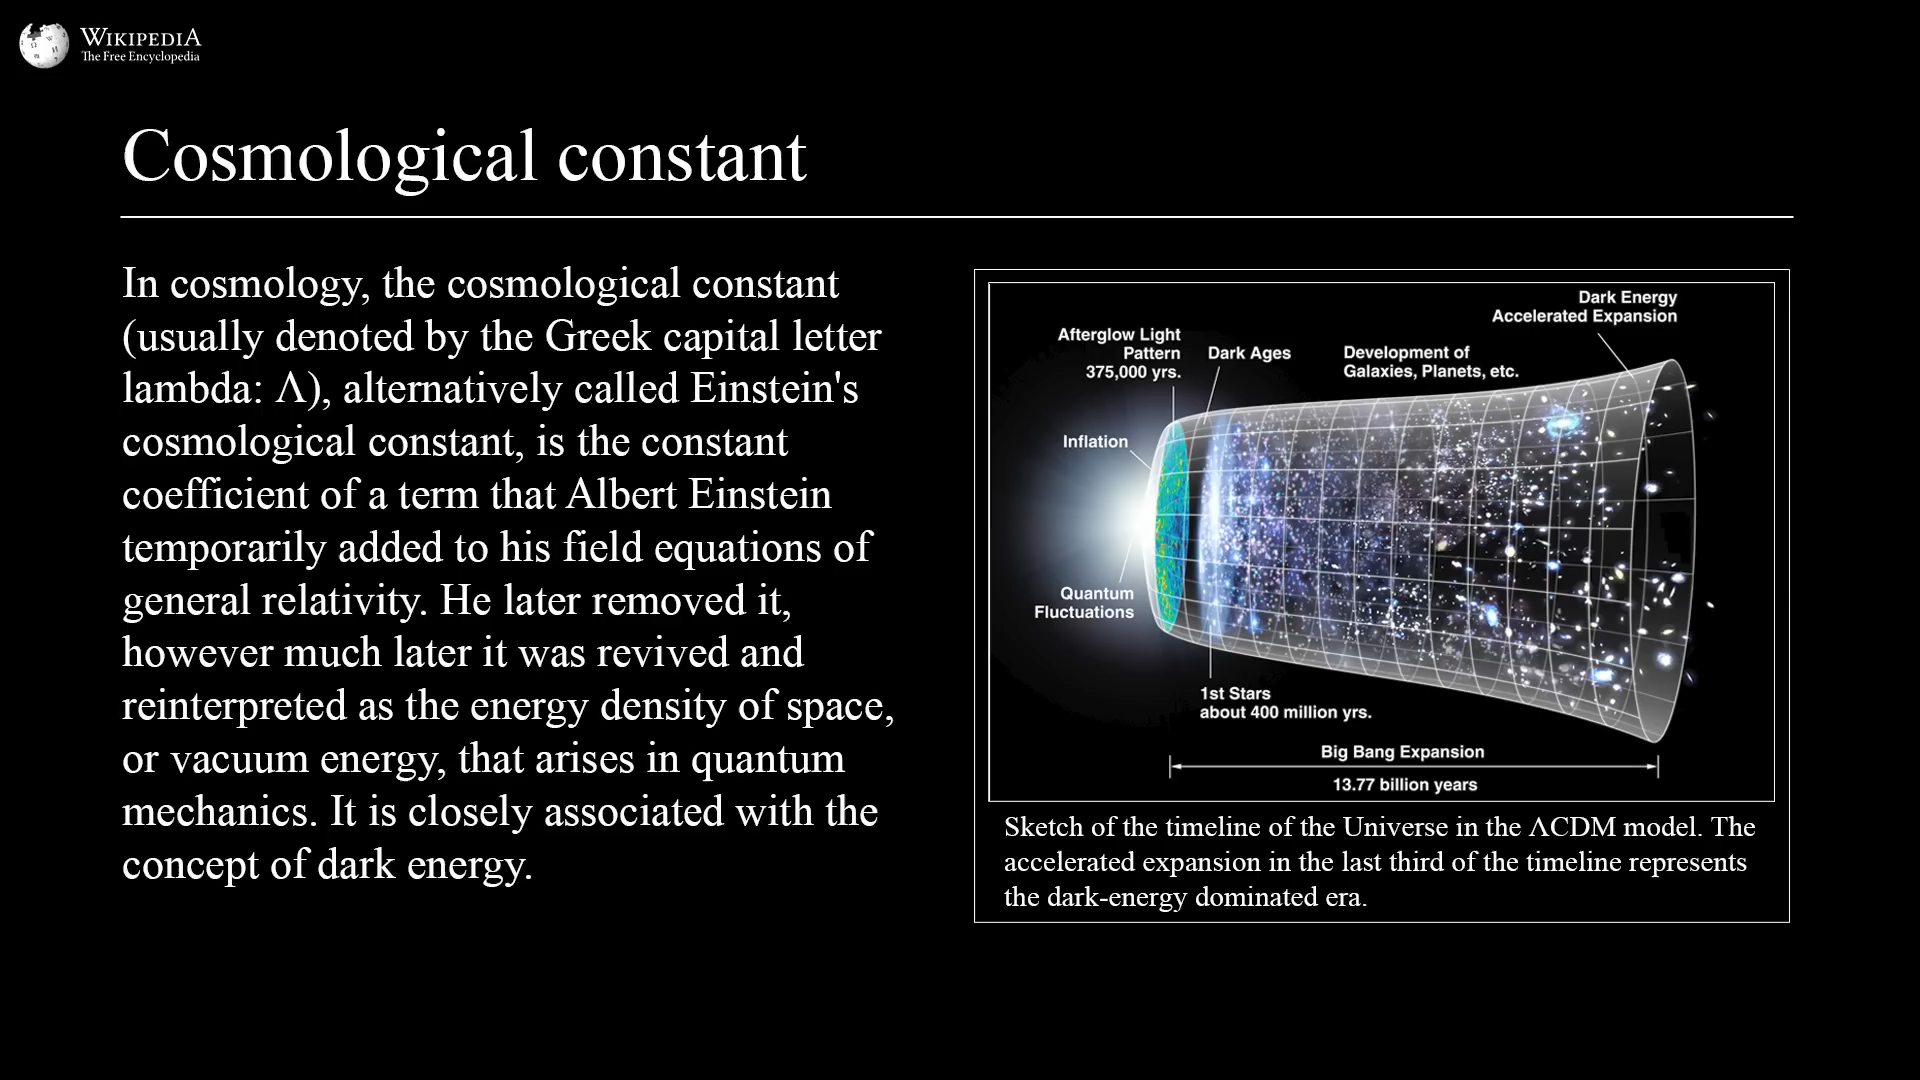 WIKIPEDIA
The Free Encyclopedia
Cosmological constant
In cosmology, the cosmological constant
(usually denoted by the Greek capital letter
lambda: Λ), alternatively called Einstein's
cosmological constant, is the constant
coefficient of a term that Albert Einstein
temporarily added to his field equations of
general relativity. He later removed it,
however much later it was revived and
reinterpreted as the energy density of space,
or vacuum energy, that arises in quantum
mechanics. It is closely associated with the
concept of dark energy.
Dark Energy
Accelerated Expansion
Afterglow Light
Pattern
375,000 yrs.
Dark Ages
Development of
Galaxies, Planets, etc.
Inflation
Quantum
Fluctuations
1st Stars
about 400 million yrs.
Big Bang Expansion
13.77 billion years
Sketch of the timeline of the Universe in the ΛCDM model. The
accelerated expansion in the last third of the timeline represents
the dark-energy dominated era.